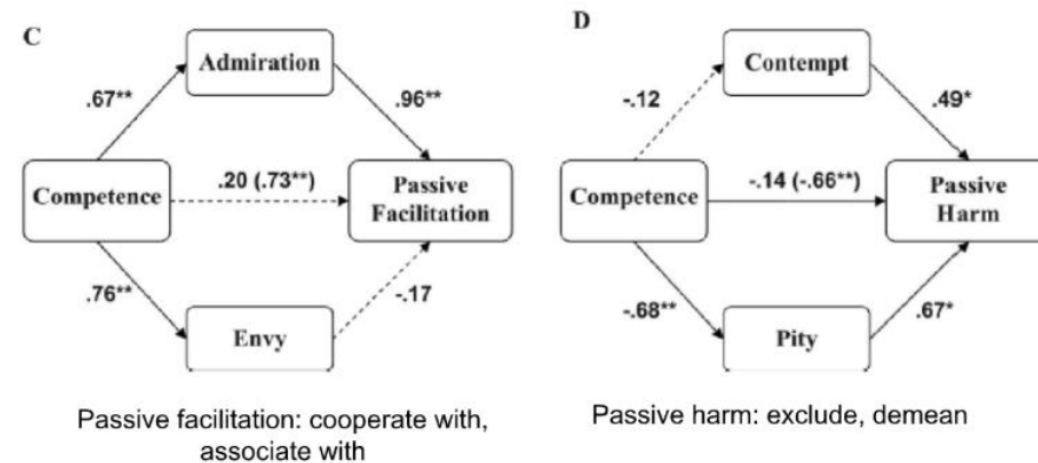 C
Admiration
.67**
.96**
Competence
.20 (.73**)
Passive
Facilitation
.76**
-.17
Envy
Passive facilitation: cooperate with,
associate with
D
Contempt
-.12
.49*
Competence
-.14 (-.66**)
Passive
Harm
-.68**
.67*
Pity
Passive harm: exclude, demean